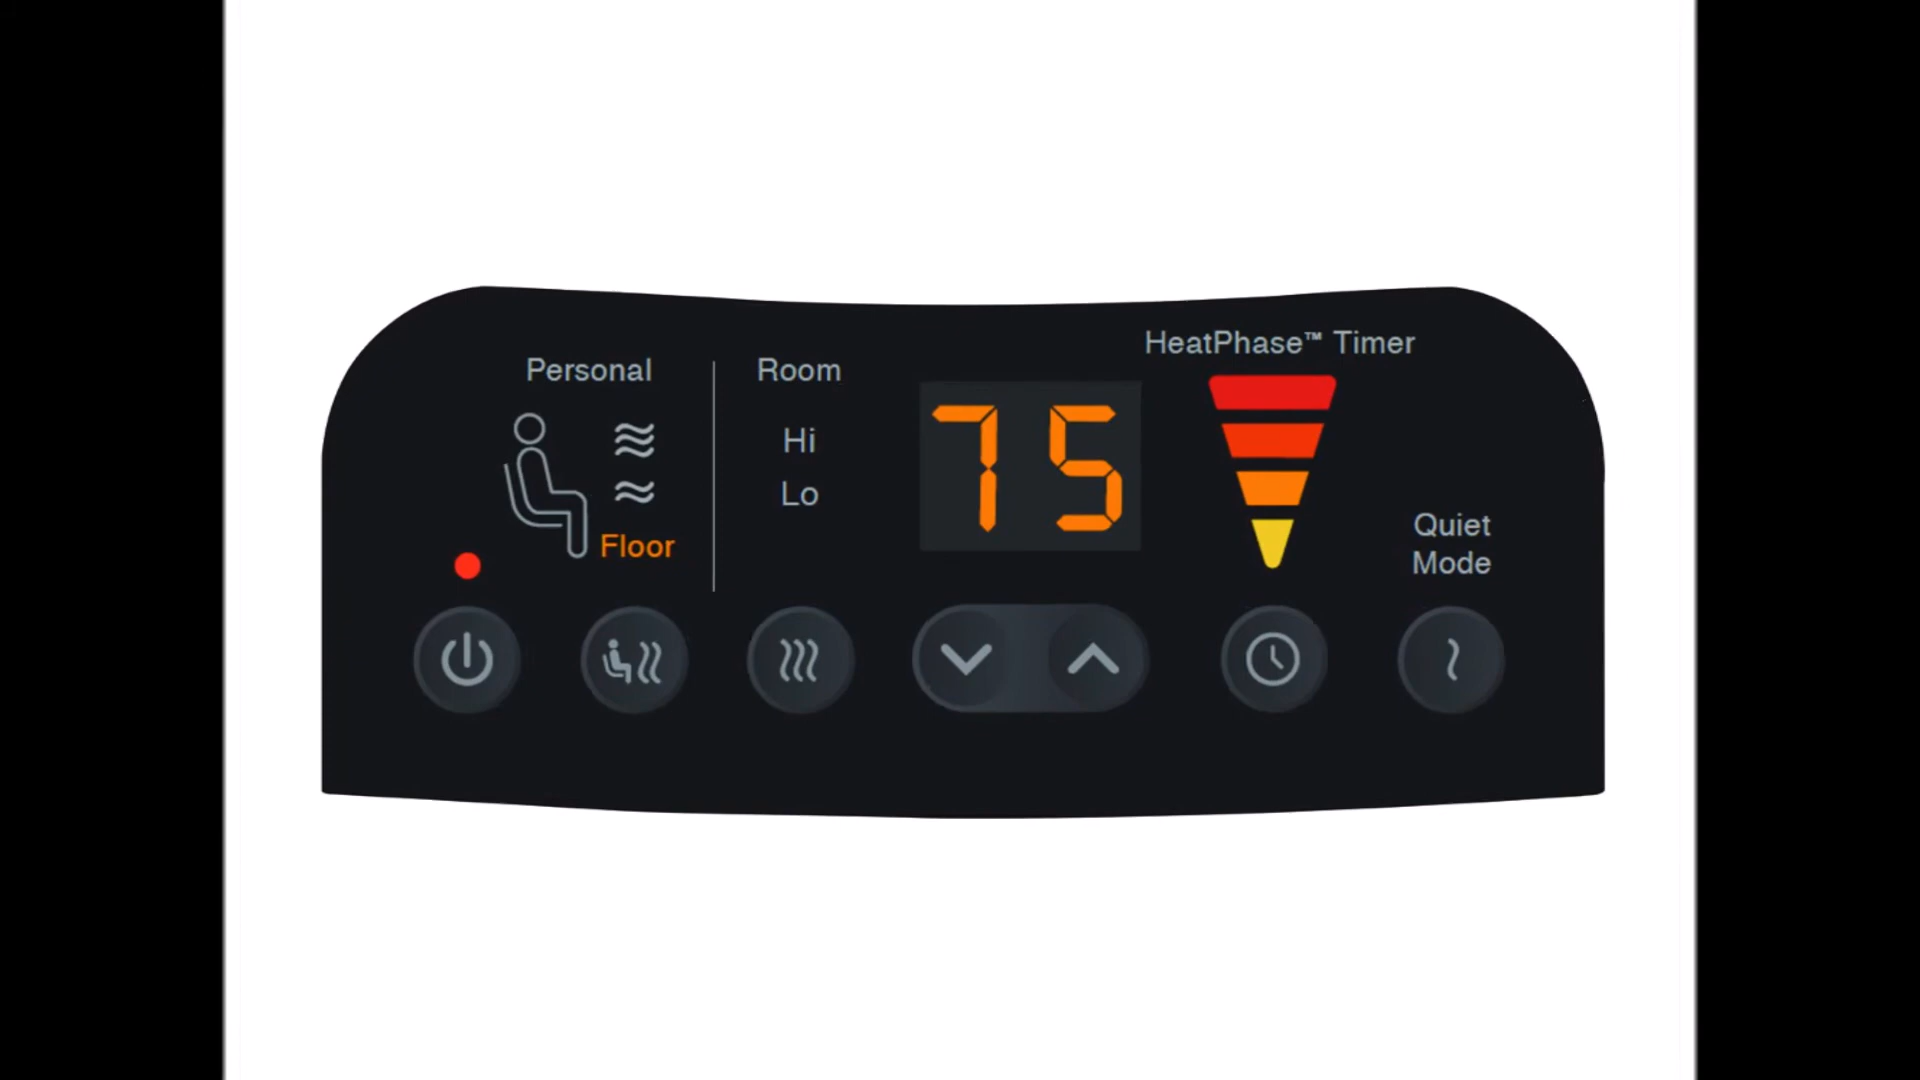 HeatPhase™ Timer
Personal
Room
Hi
Lo
Floor
75
Quiet
Mode